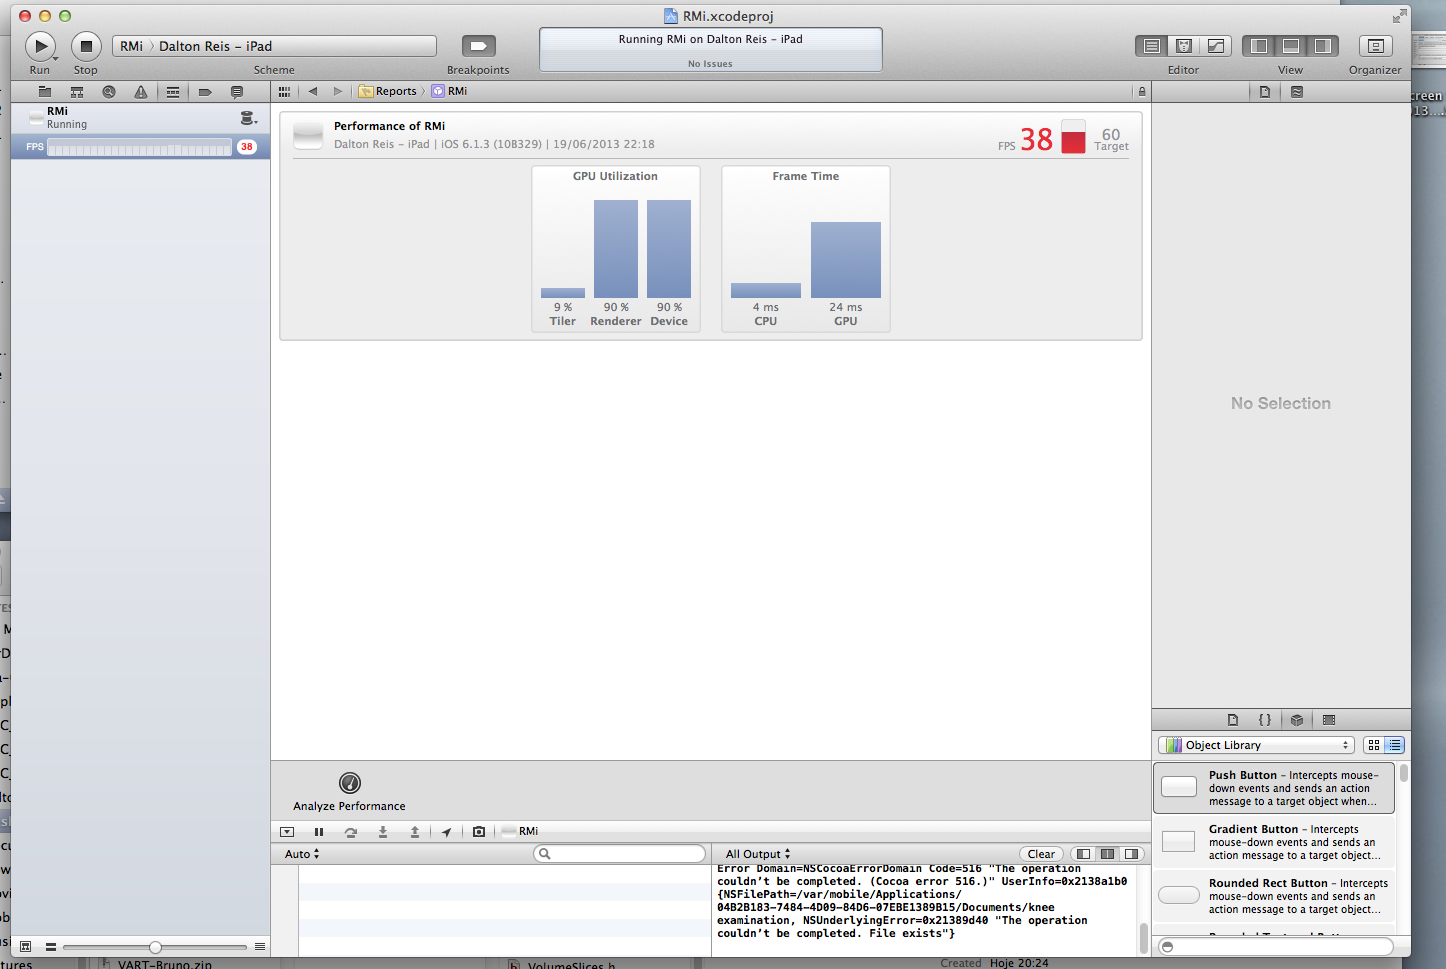 RMi.xcodeproj
RMi 〉 Dalton Reis – iPad
Running RMi on Dalton Reis – iPad
No Issues
Run
Stop
Scheme
Breakpoints
Editor
View
Organizer
Reports 〉 RMi
RMi
Running
FPS 38
Performance of RMi
Dalton Reis – iPad | iOS 6.1.3 (10B329) | 19/06/2013 22:18
FPS 38
60
Target
GPU Utilization
9 %
90 %
90 %
Tiler
Renderer
Device
Frame Time
4 ms
24 ms
CPU
GPU
No Selection
Analyze Performance
RMi
Auto
All Output
Clear
Error Domain=NSCocoaErrorDomain Code=516 "The operation
couldn’t be completed. (Cocoa error 516.)" UserInfo=0x2138a1b0
{NSFilePath=/var/mobile/Applications/
04B2B183-7484-4D09-84D6-07EBE1389B15/Documents/knee
examination, NSUnderlyingError=0x21389d40 "The operation
couldn’t be completed. File exists"}
{ }
Object Library
Push Button – Intercepts mouse-
down events and sends an action
message to a target object when...
Gradient Button – Intercepts
mouse-down events and sends an
action message to a target object...
Rounded Rect Button – Intercepts
mouse-down events and sends an
action message to a target object...
VART-Bruno.zip
VolumeSlices.h
Created Hoje 20:24